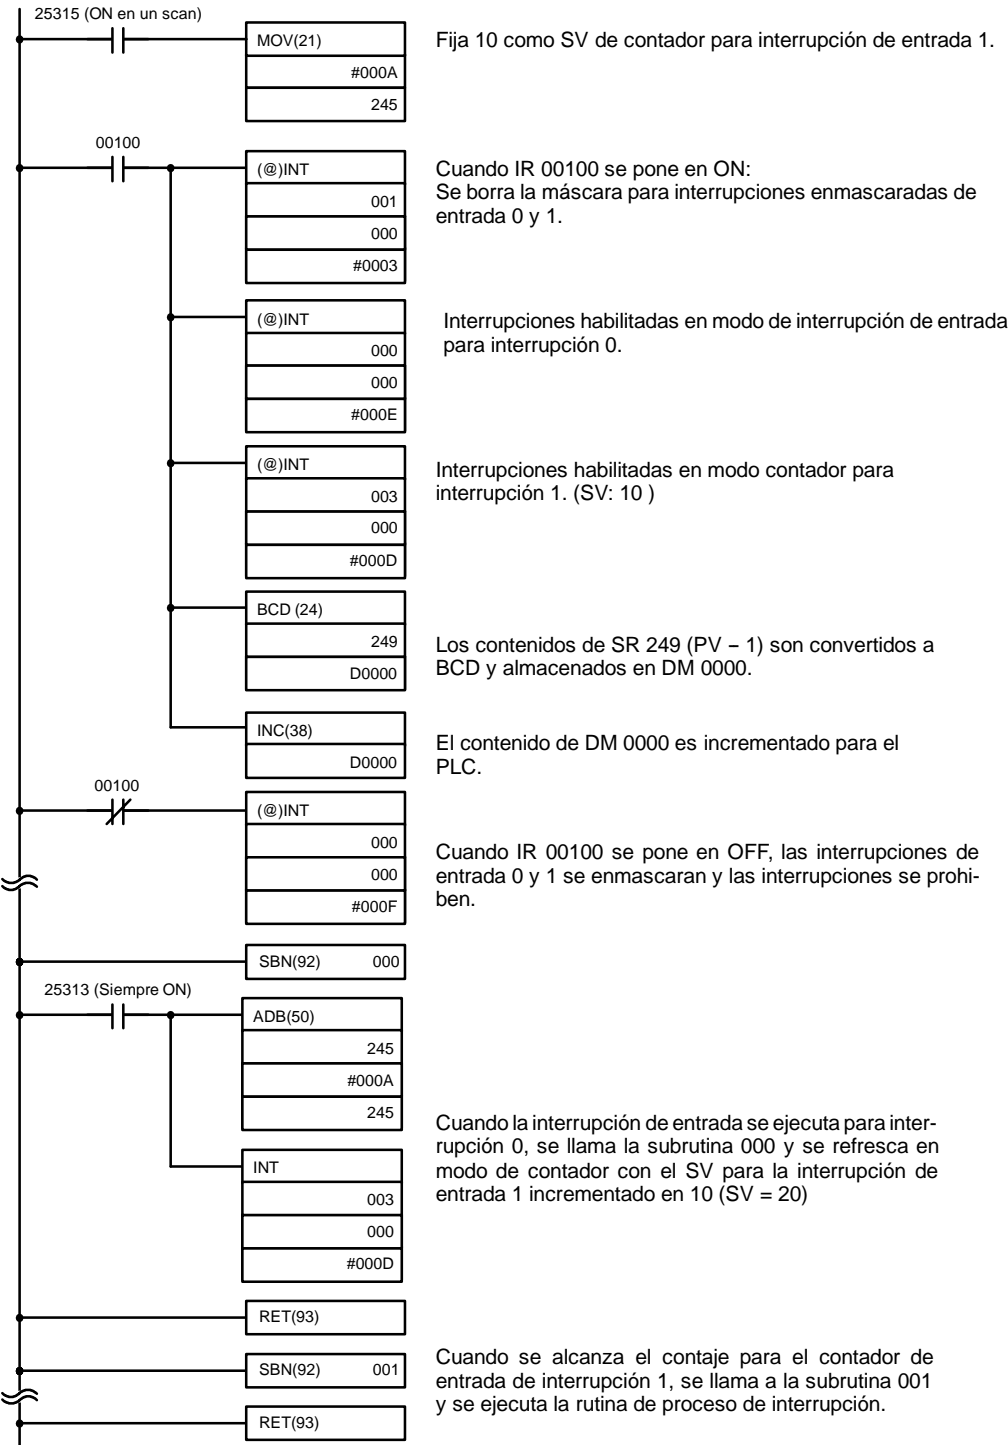 25315 (ON en un scan)
MOV(21)
#000A
245
Fija 10 como SV de contador para interrupción de entrada 1.
00100
(@)INT
001
000
#0003
Cuando IR 00100 se pone en ON:
Se borra la máscara para interrupciones enmascaradas de
entrada 0 y 1.
(@)INT
000
000
#000E
Interrupciones habilitadas en modo de interrupción de entrada
para interrupción 0.
(@)INT
003
000
#000D
Interrupciones habilitadas en modo contador para
interrupción 1. (SV: 10 )
BCD (24)
249
D0000
Los contenidos de SR 249 (PV – 1) son convertidos a
BCD y almacenados en DM 0000.
INC(38)
D0000
El contenido de DM 0000 es incrementado para el
PLC.
00100
(@)INT
000
000
#000F
Cuando IR 00100 se pone en OFF, las interrupciones de
entrada 0 y 1 se enmascaran y las interrupciones se prohi-
ben.
SBN(92) 000
25313 (Siempre ON)
ADB(50)
245
#000A
245
INT
003
000
#000D
Cuando la interrupción de entrada se ejecuta para inter-
rupción 0, se llama la subrutina 000 y se refresca en
modo de contador con el SV para la interrupción de
entrada 1 incrementado en 10 (SV = 20)
RET(93)
SBN(92) 001
RET(93)
Cuando se alcanza el contaje para el contador de
entrada de interrupción 1, se llama a la subrutina 001
y se ejecuta la rutina de proceso de interrupción.